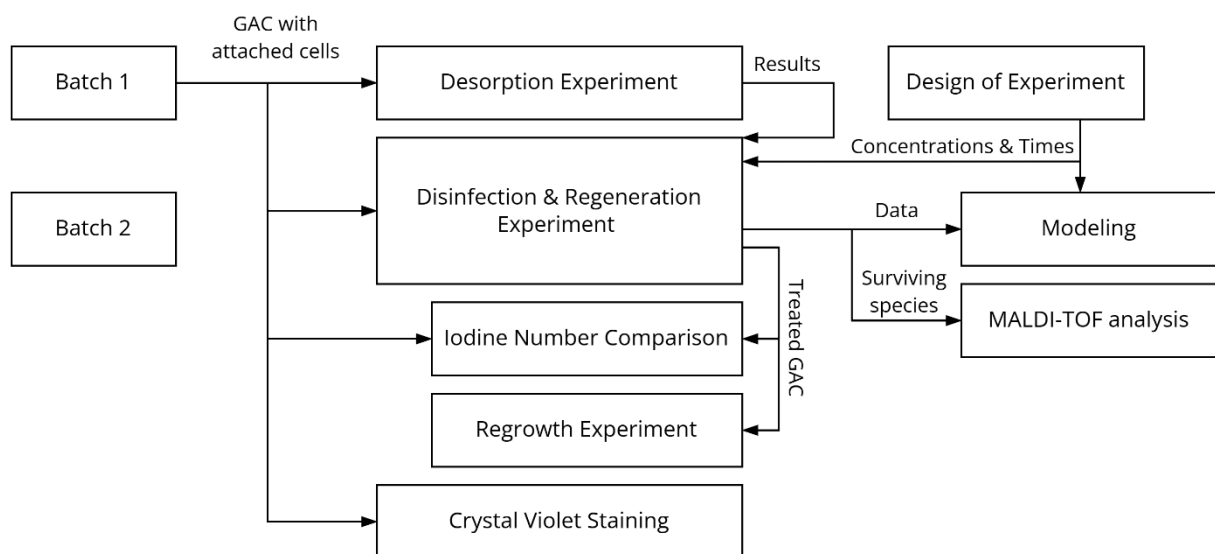 GAC with
attached cells
Batch 1
Desorption Experiment
Results
Design of Experiment
Concentrations & Times
Batch 2
Disinfection & Regeneration
Experiment
Data
Modeling
Surviving
species
MALDI-TOF analysis
Treated GAC
Iodine Number Comparison
Regrowth Experiment
Crystal Violet Staining